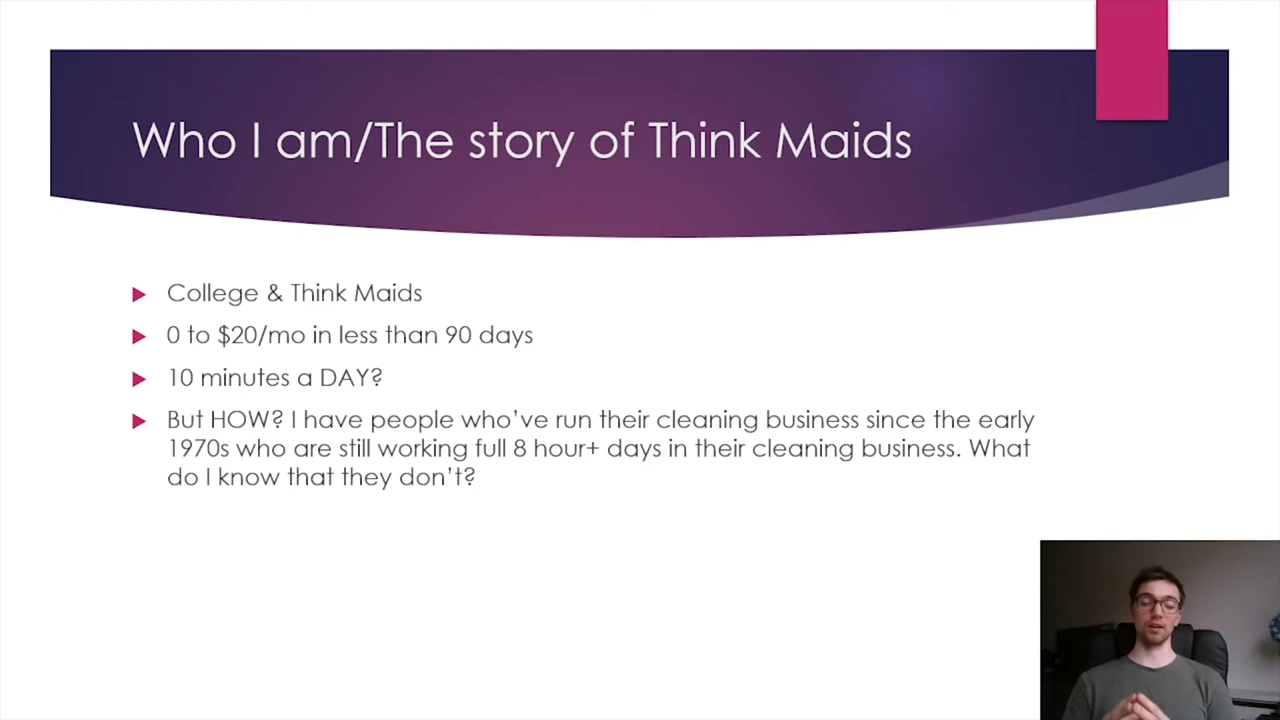 Who I am/The story of Think Maids
College & Think Maids
0 to $20/mo in less than 90 days
10 minutes a DAY?
But HOW? I have people who’ve run their cleaning business since the early
1970s who are still working full 8 hour+ days in their cleaning business. What
do I know that they don’t?